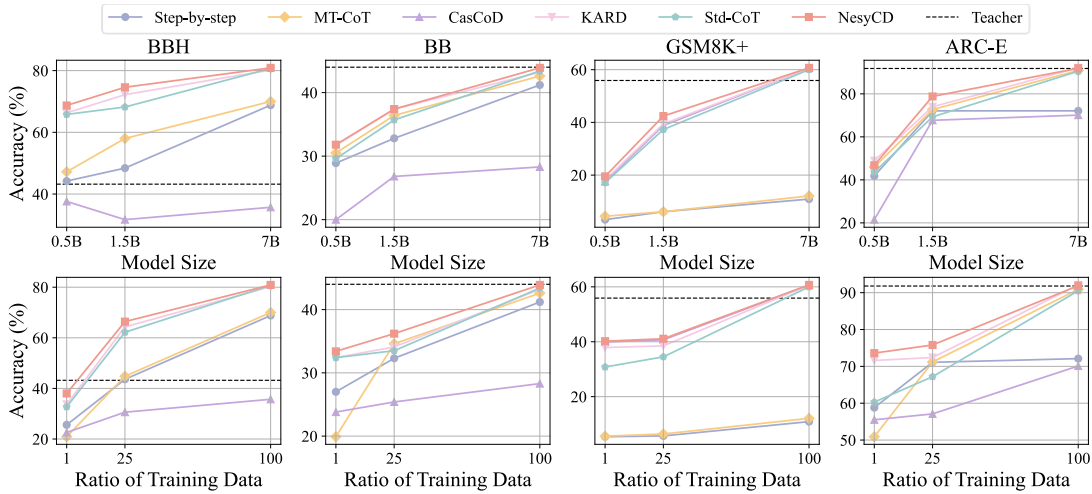 Step-by-step MT-CoT CasCoD KARD Std-CoT NesyCD Teacher
BBH BB GSM8K+ ARC-E
Accuracy (%)
80
60
40
0.5B 1.5B 7B
Model Size
40
30
20
0.5B 1.5B 7B
Model Size
60
40
20
0.5B 1.5B 7B
Model Size
80
60
40
20
0.5B 1.5B 7B
Model Size
Accuracy (%)
80
60
40
20
1 25 100
Ratio of Training Data
40
30
20
1 25 100
Ratio of Training Data
60
40
20
1 25 100
Ratio of Training Data
90
80
70
60
50
1 25 100
Ratio of Training Data